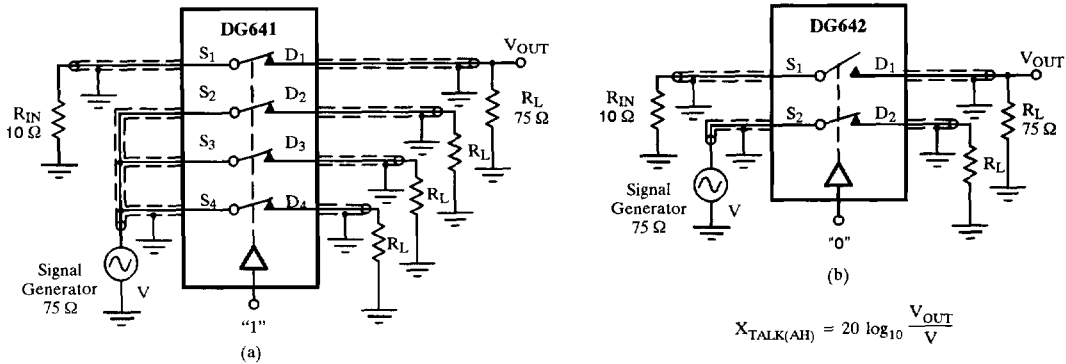 DG641
S1
D1
VOUT
RIN
10 Ω
S2
D2
RL
75 Ω
S3
D3
RL
S4
D4
RL
RL
Signal
Generator
75 Ω
V
"1"
(a)
DG642
S1
D1
VOUT
RIN
10 Ω
S2
D2
RL
75 Ω
RL
Signal
Generator
75 Ω
V
"0"
(b)
XTALK(AH) = 20 log10 VOUT/V